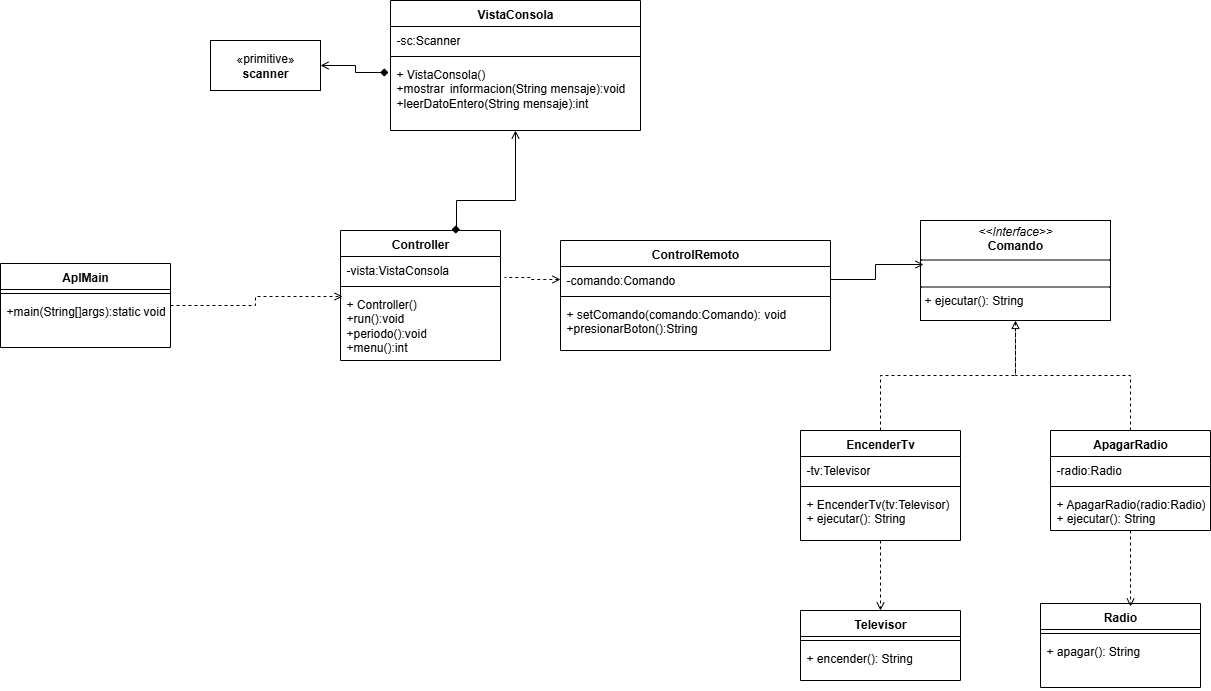 VistaConsola
-sc:Scanner
+ VistaConsola()
+mostrar informacion(String mensaje):void
+leerDatoEntero(String mensaje):int
«primitive»
scanner
AplMain
+main(String[]args):static void
Controller
-vista:VistaConsola
+ Controller()
+run():void
+periodo():void
+menu():int
ControlRemoto
-comando:Comando
+ setComando(comando:Comando): void
+presionarBoton():String
<<Interface>>
Comando
+ ejecutar(): String
EncenderTv
-tv:Televisor
+ EncenderTv(tv:Televisor)
+ ejecutar(): String
ApagarRadio
-radio:Radio
+ ApagarRadio(radio:Radio)
+ ejecutar(): String
Televisor
+ encender(): String
Radio
+ apagar(): String